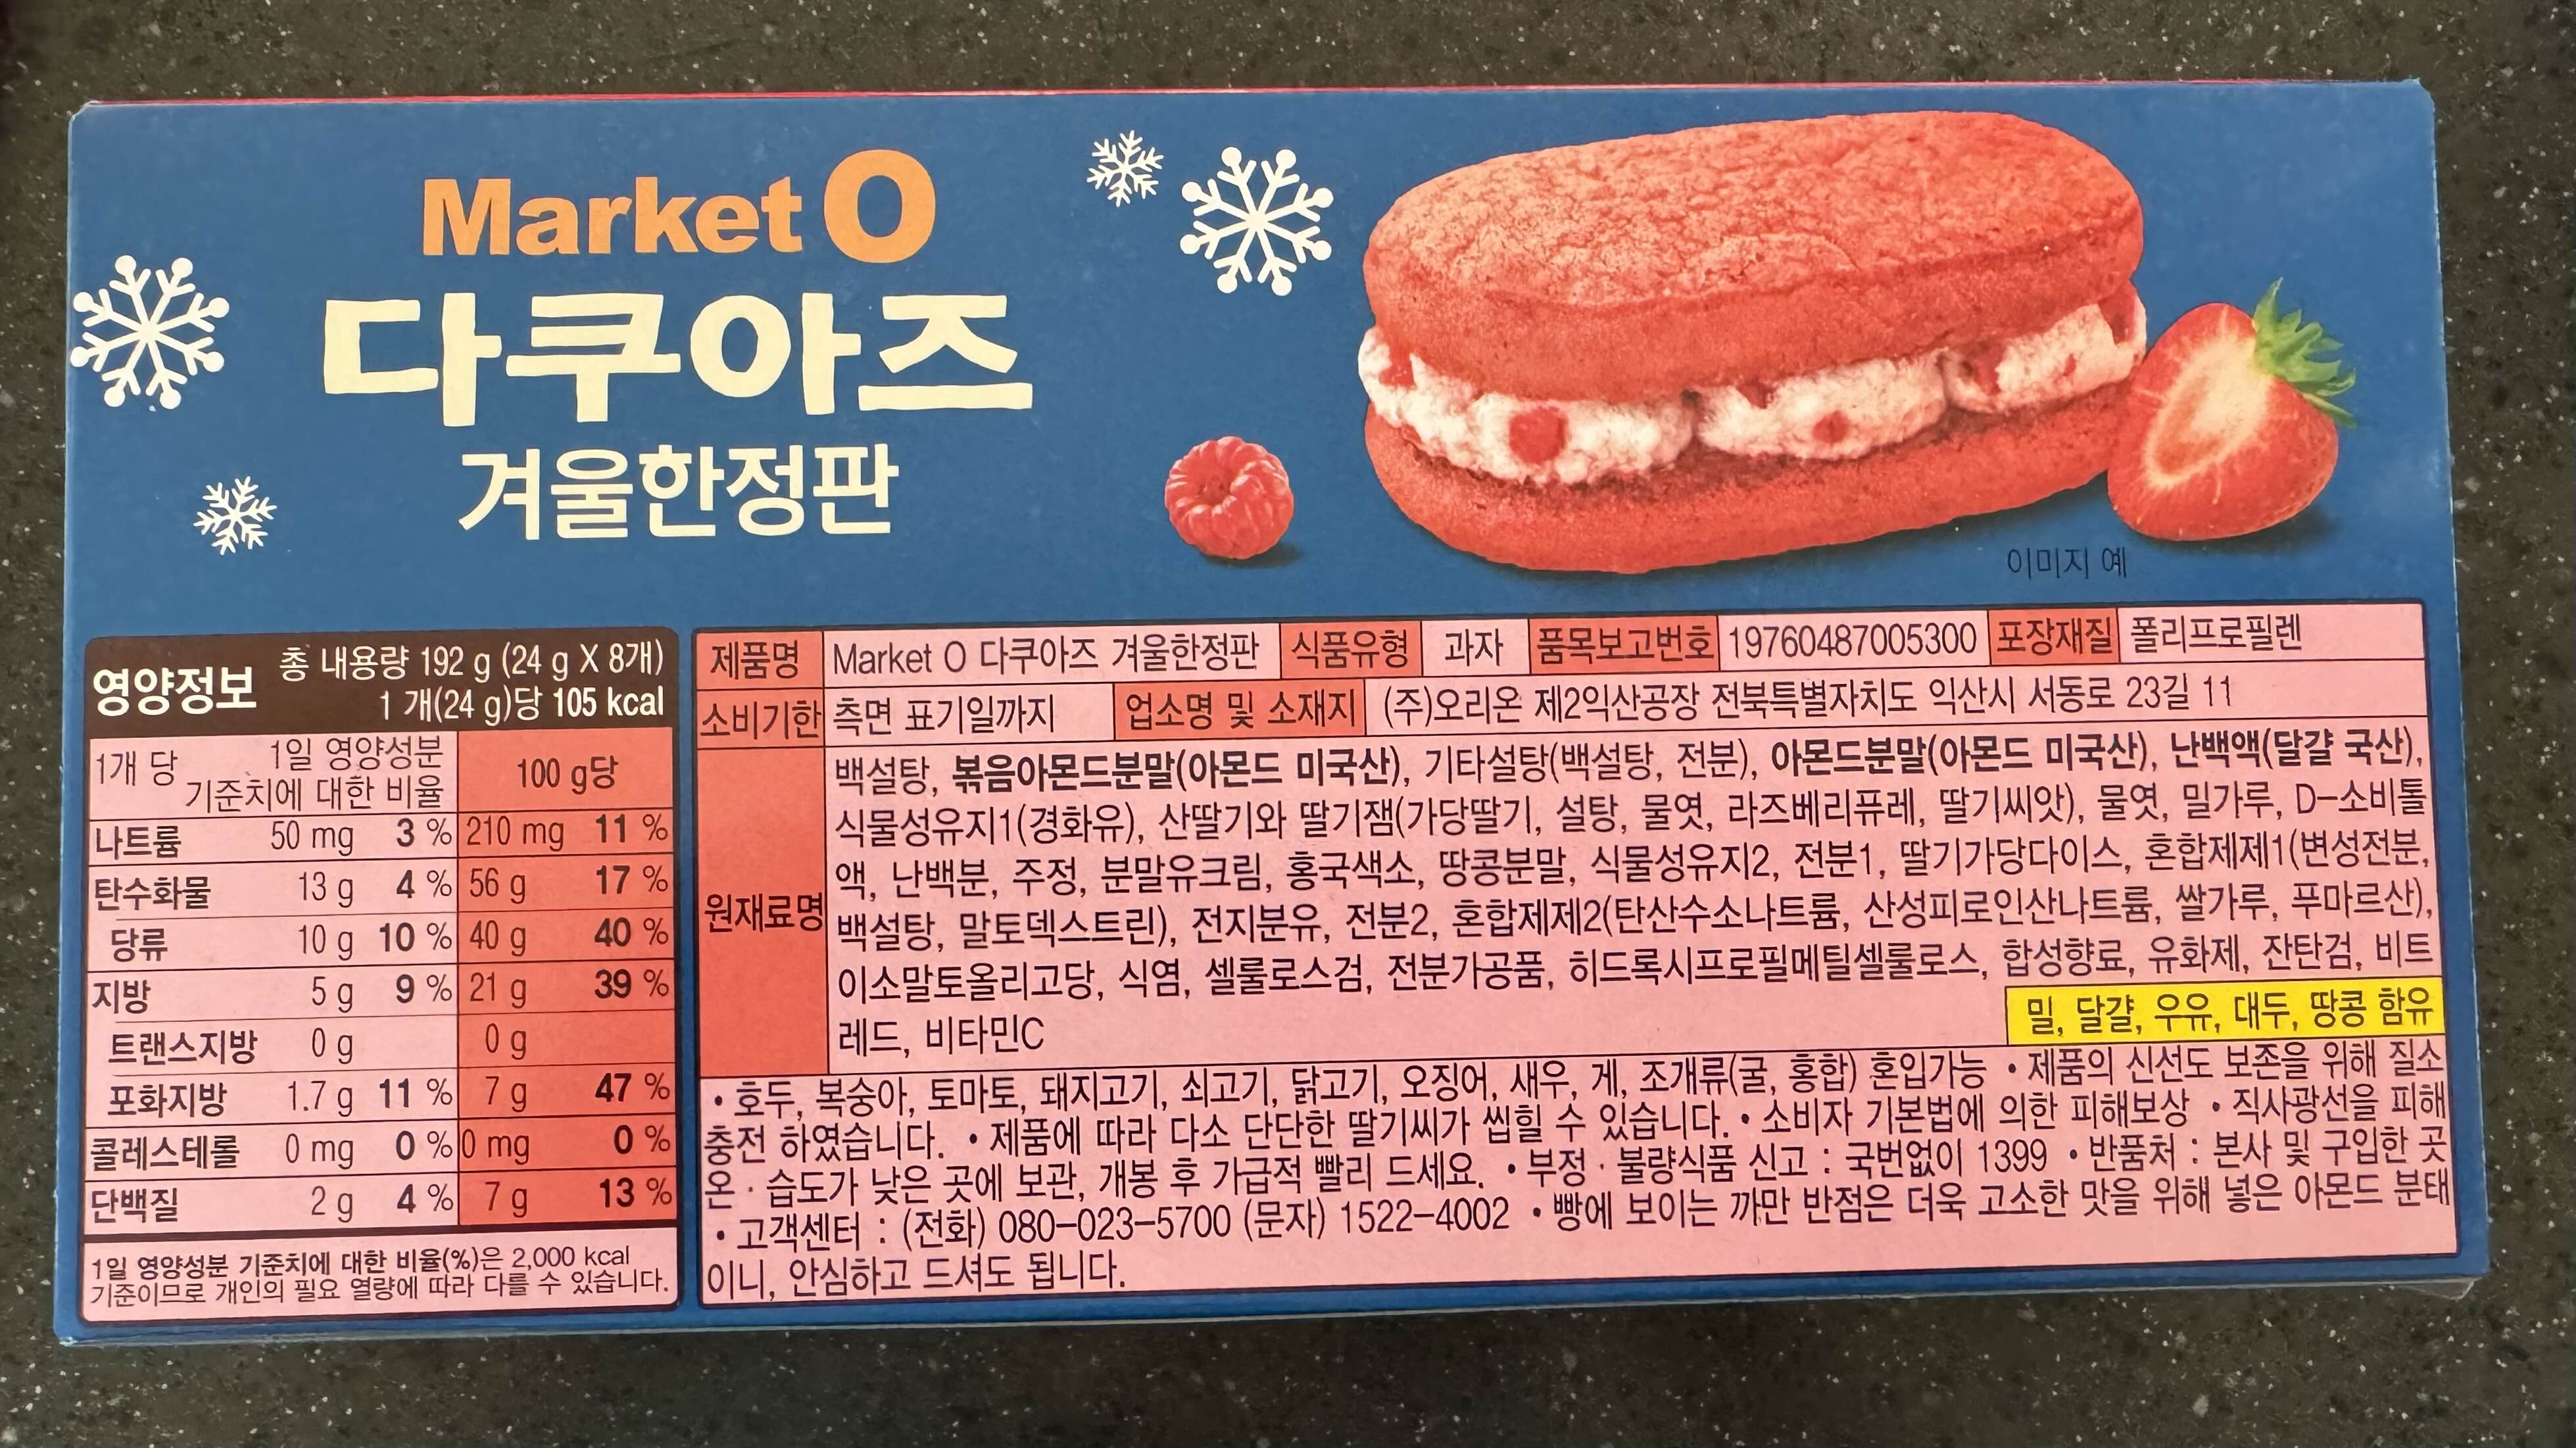 Market O
다쿠아즈
겨울한정판
이미지 예
영양정보
총 내용량 192 g (24 g X 8개)
1 개(24 g)당 105 kcal
1개 당 1일 영양성분 기준치에 대한 비율 100 g당
나트륨 50 mg 3 % 210 mg 11 %
탄수화물 13 g 4 % 56 g 17 %
당류 10 g 10 % 40 g 40 %
지방 5 g 9 % 21 g 39 %
트랜스지방 0 g 0 g
포화지방 1.7 g 11 % 7 g 47 %
콜레스테롤 0 mg 0 % 0 mg 0 %
단백질 2 g 4 % 7 g 13 %
1일 영양성분 기준치에 대한 비율(%)은 2,000 kcal
기준이므로 개인의 필요 열량에 따라 다를 수 있습니다.
제품명 Market O 다쿠아즈 겨울한정판 식품유형 과자 품목보고번호 19760487005300 포장재질 폴리프로필렌
소비기한 측면 표기일까지 업소명 및 소재지 (주)오리온 제2익산공장 전북특별자치도 익산시 서동로 23길 11
원재료명
백설탕, 볶음아몬드분말(아몬드 미국산), 기타설탕(백설탕, 전분), 아몬드분말(아몬드 미국산), 난백액(달걀 국산),
식물성유지1(경화유), 산딸기와 딸기잼(가당딸기, 설탕, 물엿, 라즈베리퓨레, 딸기씨앗), 물엿, 밀가루, D-소비톨
액, 난백분, 주정, 분말유크림, 홍국색소, 땅콩분말, 식물성유지2, 전분1, 딸기가당다이스, 혼합제제1(변성전분,
백설탕, 말토덱스트린), 전지분유, 전분2, 혼합제제2(탄산수소나트륨, 산성피로인산나트륨, 쌀가루, 푸마르산),
이소말토올리고당, 식염, 셀룰로스검, 전분가공품, 히드록시프로필메틸셀룰로스, 합성향료, 유화제, 잔탄검, 비트
레드, 비타민C
밀, 달걀, 우유, 대두, 땅콩 함유
• 호두, 복숭아, 토마토, 돼지고기, 쇠고기, 닭고기, 오징어, 새우, 게, 조개류(굴, 홍합) 혼입가능 • 제품의 신선도 보존을 위해 질소
충전 하였습니다. • 제품에 따라 다소 단단한 딸기씨가 씹힐 수 있습니다. • 소비자 기본법에 의한 피해보상 • 직사광선을 피해
온 · 습도가 낮은 곳에 보관, 개봉 후 가급적 빨리 드세요. • 부정 · 불량식품 신고 : 국번없이 1399 • 반품처 : 본사 및 구입한 곳
• 고객센터 : (전화) 080-023-5700 (문자) 1522-4002 • 빵에 보이는 까만 반점은 더욱 고소한 맛을 위해 넣은 아몬드 분태
이니, 안심하고 드셔도 됩니다.